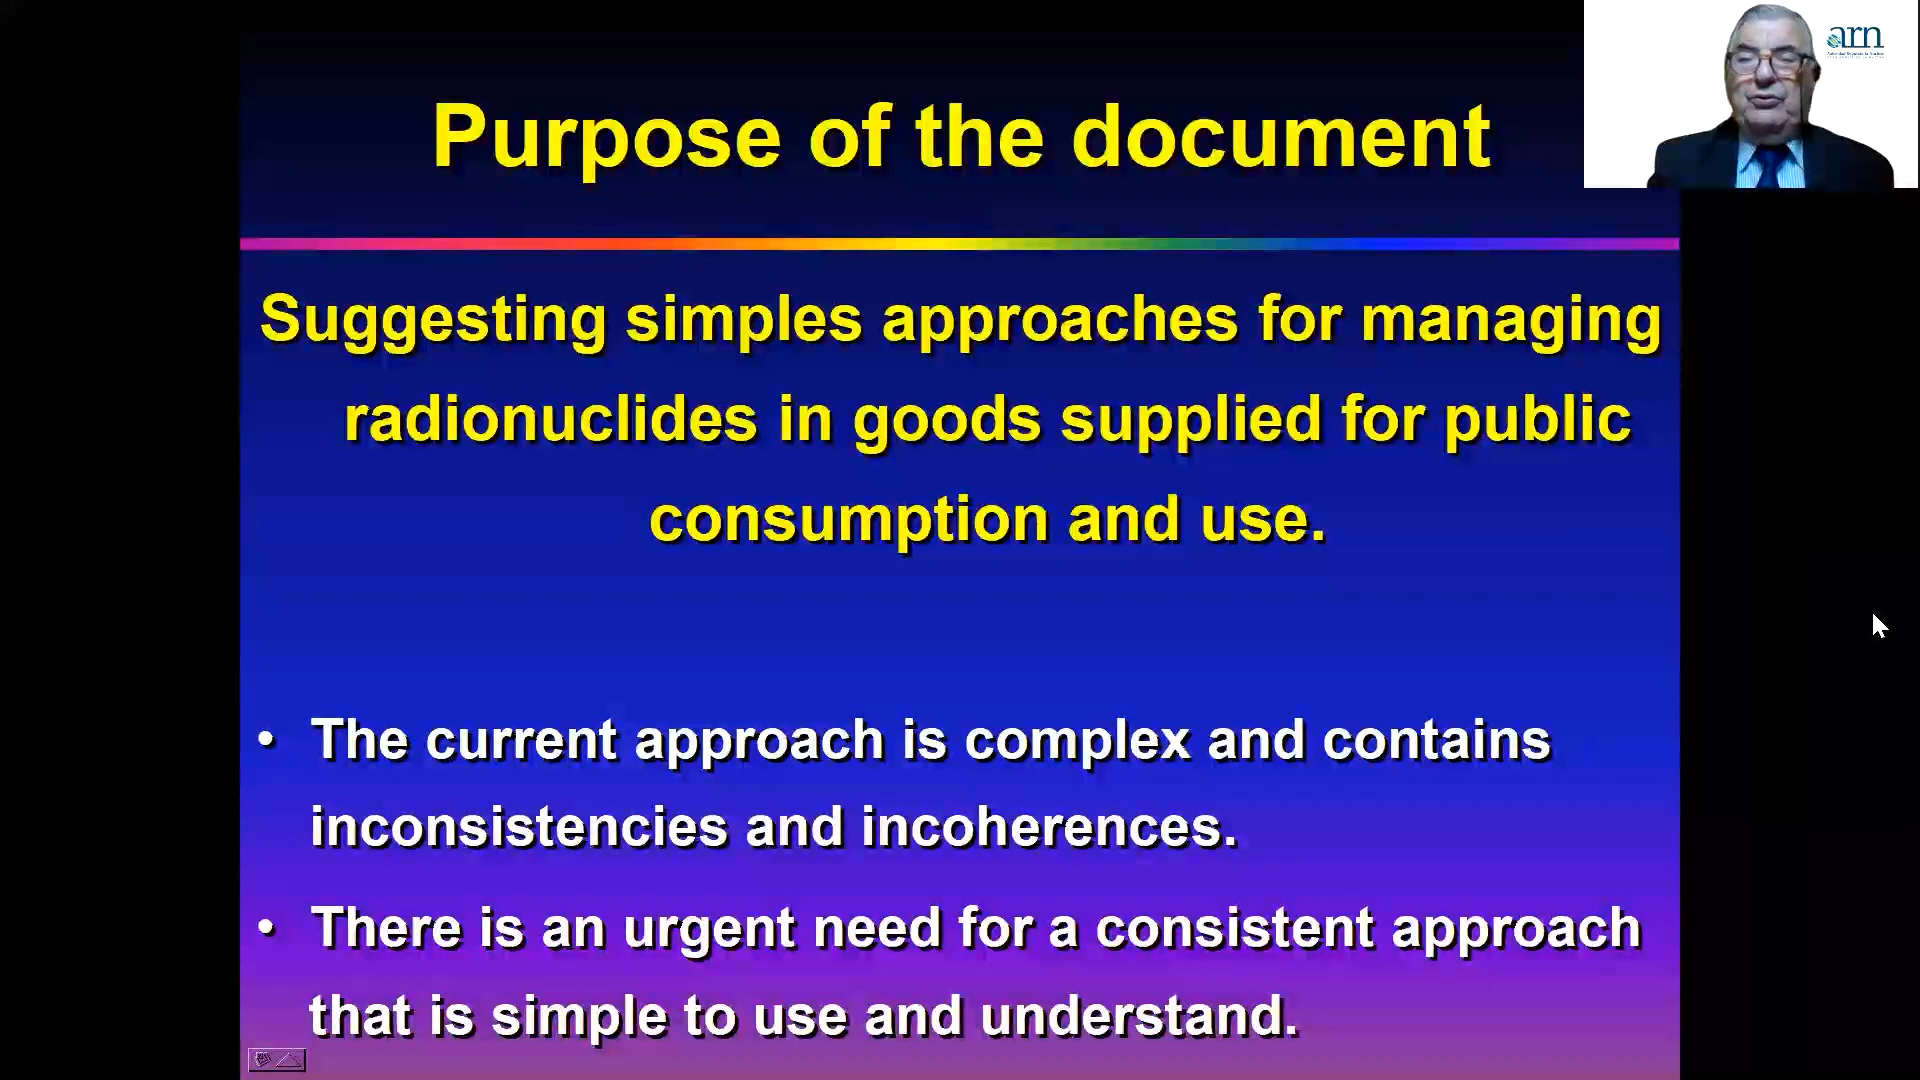 Purpose of the document
arn
Suggesting simples approaches for managing
radionuclides in goods supplied for public
consumption and use.
• The current approach is complex and contains
inconsistencies and incoherences.
• There is an urgent need for a consistent approach
that is simple to use and understand.